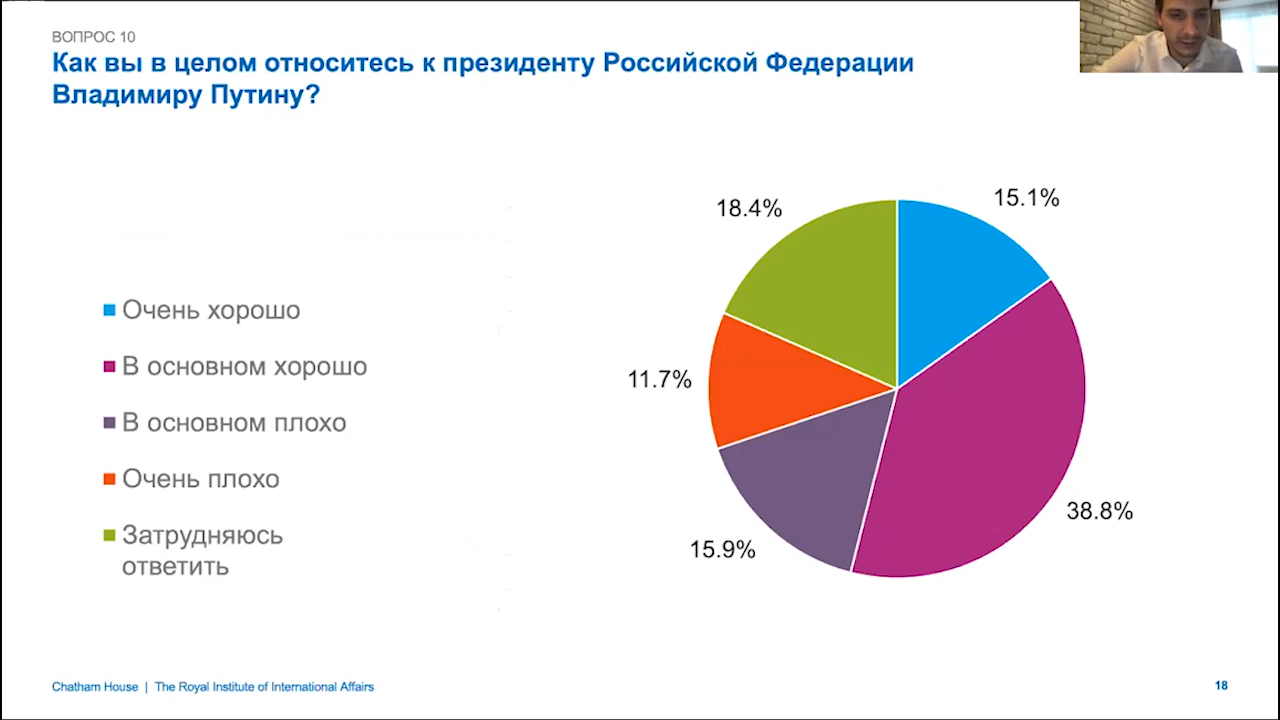 ВОПРОС 10
Как вы в целом относитесь к президенту Российской Федерации
Владимиру Путину?
18.4%
15.1%
Очень хорошо
В основном хорошо
11.7%
В основном плохо
Очень плохо
38.8%
Затрудняюсь
ответить
15.9%
Chatham House | The Royal Institute of International Affairs
18